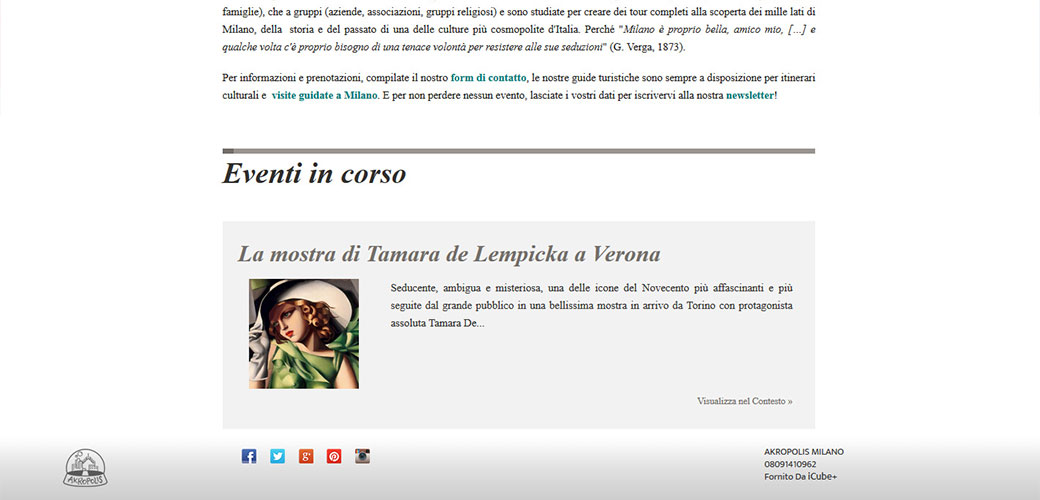 famiglie), che a gruppi (aziende, associazioni, gruppi religiosi) e sono studiate per creare dei tour completi alla scoperta dei mille lati di
Milano, della storia e del passato di una delle culture più cosmopolite d'Italia. Perché "Milano è proprio bella, amico mio, [...] e
qualche volta c'è proprio bisogno di una tenace volontà per resistere alle sue seduzioni" (G. Verga, 1873).
Per informazioni e prenotazioni, compilate il nostro form di contatto, le nostre guide turistiche sono sempre a disposizione per itinerari
culturali e visite guidate a Milano. E per non perdere nessun evento, lasciate i vostri dati per iscrivervi alla nostra newsletter!
Eventi in corso
La mostra di Tamara de Lempicka a Verona
Seducente, ambigua e misteriosa, una delle icone del Novecento più affascinanti e più
seguite dal grande pubblico in una bellissima mostra in arrivo da Torino con protagonista
assoluta Tamara De...
Visualizza nel Contesto »
AKROPOLIS
AKROPOLIS MILANO
08091410962
Fornito Da iCube+